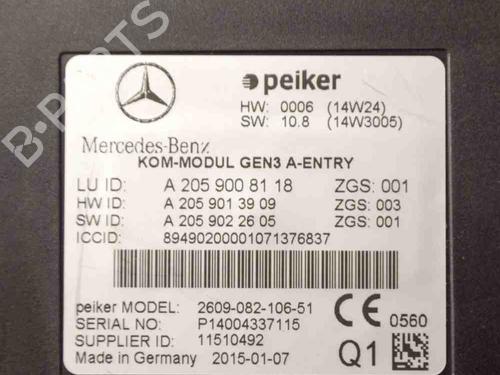 peiker
HW: 0006 (14W24)
SW: 10.8 (14W3005)
Mercedes-Benz
KOM-MODUL GEN3 A-ENTRY
LU ID: A 205 900 81 18 ZGS: 001
HW ID: A 205 901 39 09 ZGS: 003
SW ID: A 205 902 26 05 ZGS: 001
ICCID: 89490200001071376837
peiker MODEL: 2609-082-106-51
SERIAL NO: P14004337115
SUPPLIER ID: 11510492
Made in Germany 2015-01-07
CE 0560
Q1
B-PARTS